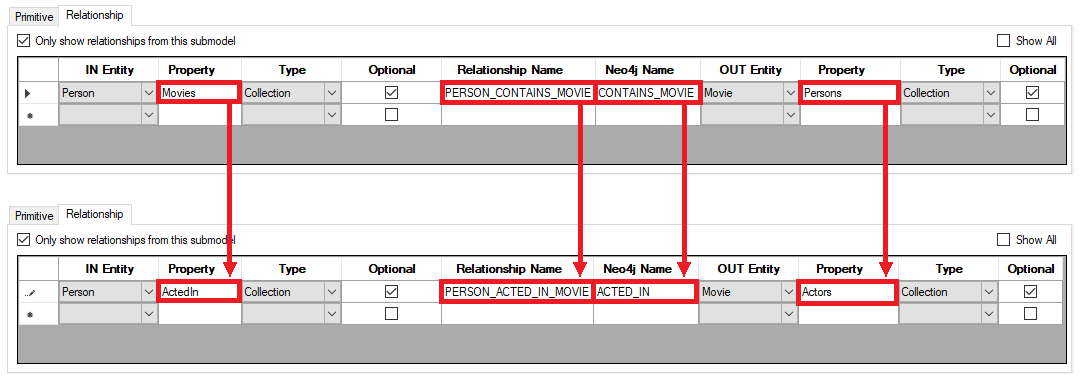 Primitive Relationship
Only show relationships from this submodel Show All
IN Entity Property Type Optional Relationship Name Neo4j Name OUT Entity Property Type Optional
Person Movies Collection PERSON_CONTAINS_MOVIE CONTAINS_MOVIE Movie Persons Collection
Primitive Relationship
Only show relationships from this submodel Show All
IN Entity Property Type Optional Relationship Name Neo4j Name OUT Entity Property Type Optional
Person ActedIn Collection PERSON_ACTED_IN_MOVIE ACTED_IN Movie Actors Collection